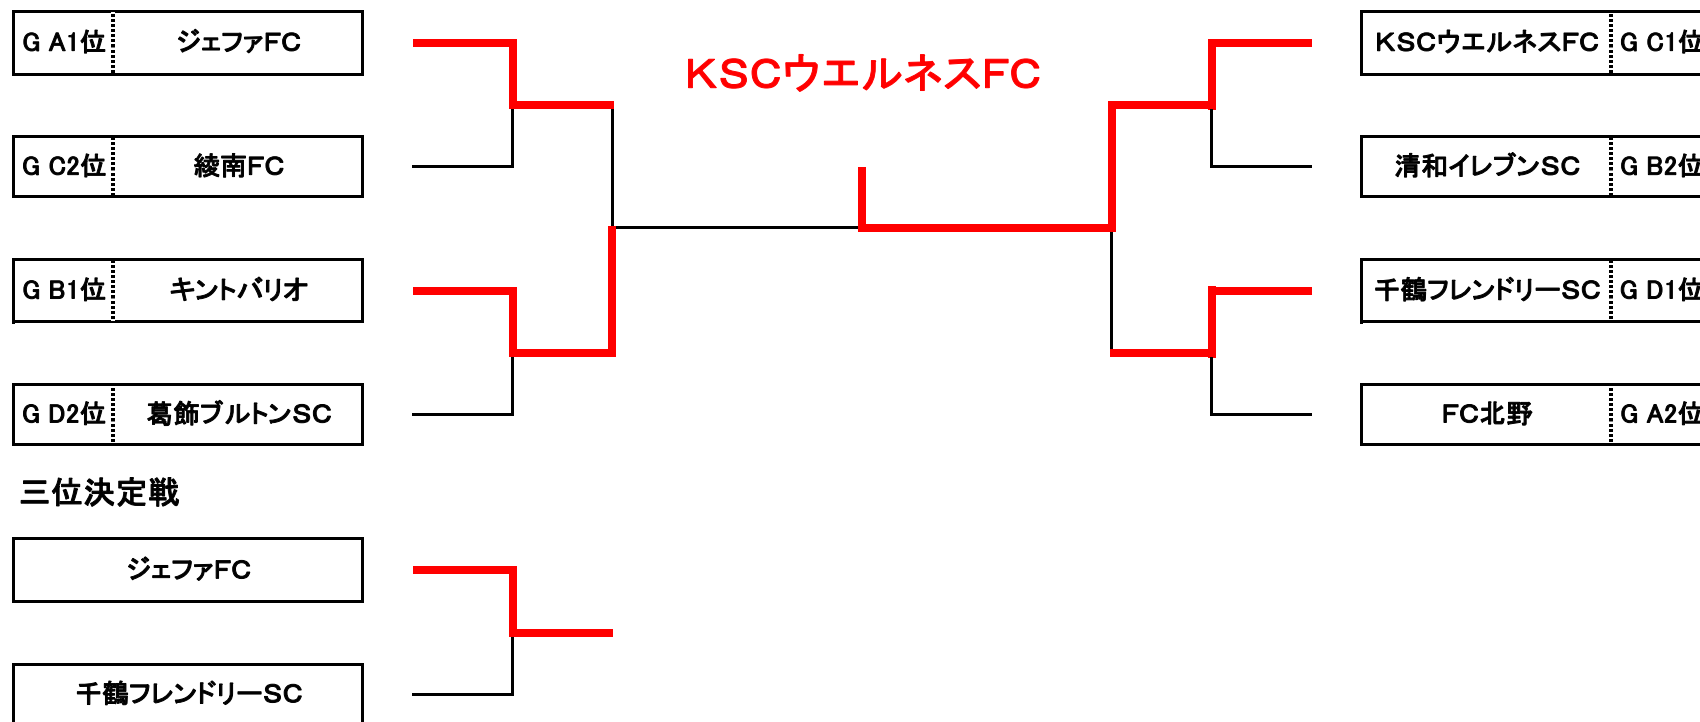 G A1位 ジェファFC
KSCウエルネスFC
KSCウエルネスFC G C1位
G C2位 綾南FC
清和イレブンSC G B2位
G B1位 キントバリオ
千鶴フレンドリーSC G D1位
G D2位 葛飾ブルトンSC
FC北野 G A2位
三位決定戦
ジェファFC
千鶴フレンドリーSC